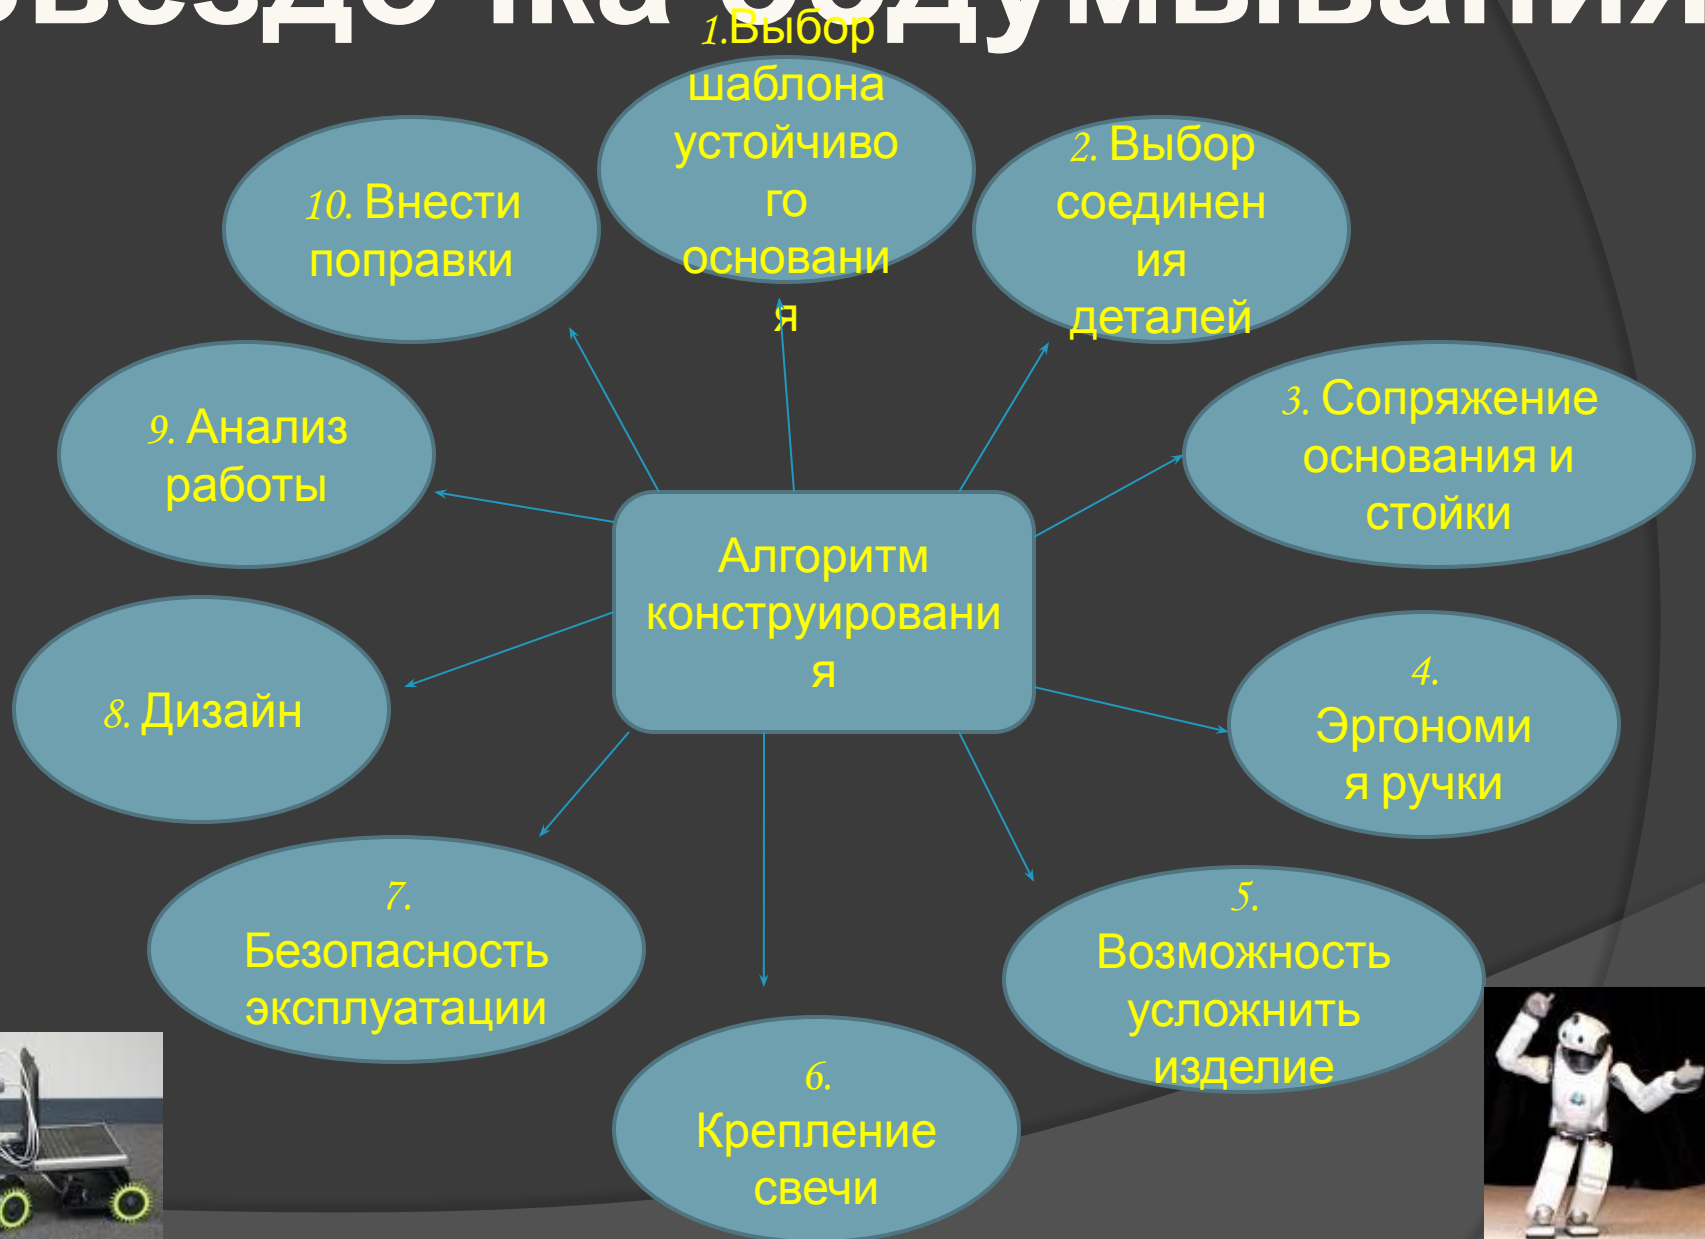 обдумывания
1.Выбор
шаблона
устойчиво
го
основани
я
2. Выбор
соединен
ия
деталей
3. Сопряжение
основания и
стойки
4.
Эргономи
я ручки
5.
Возможность
усложнить
изделие
6.
Крепление
свечи
7.
Безопасность
эксплуатации
8. Дизайн
9. Анализ
работы
10. Внести
поправки
Алгоритм
конструировани
я